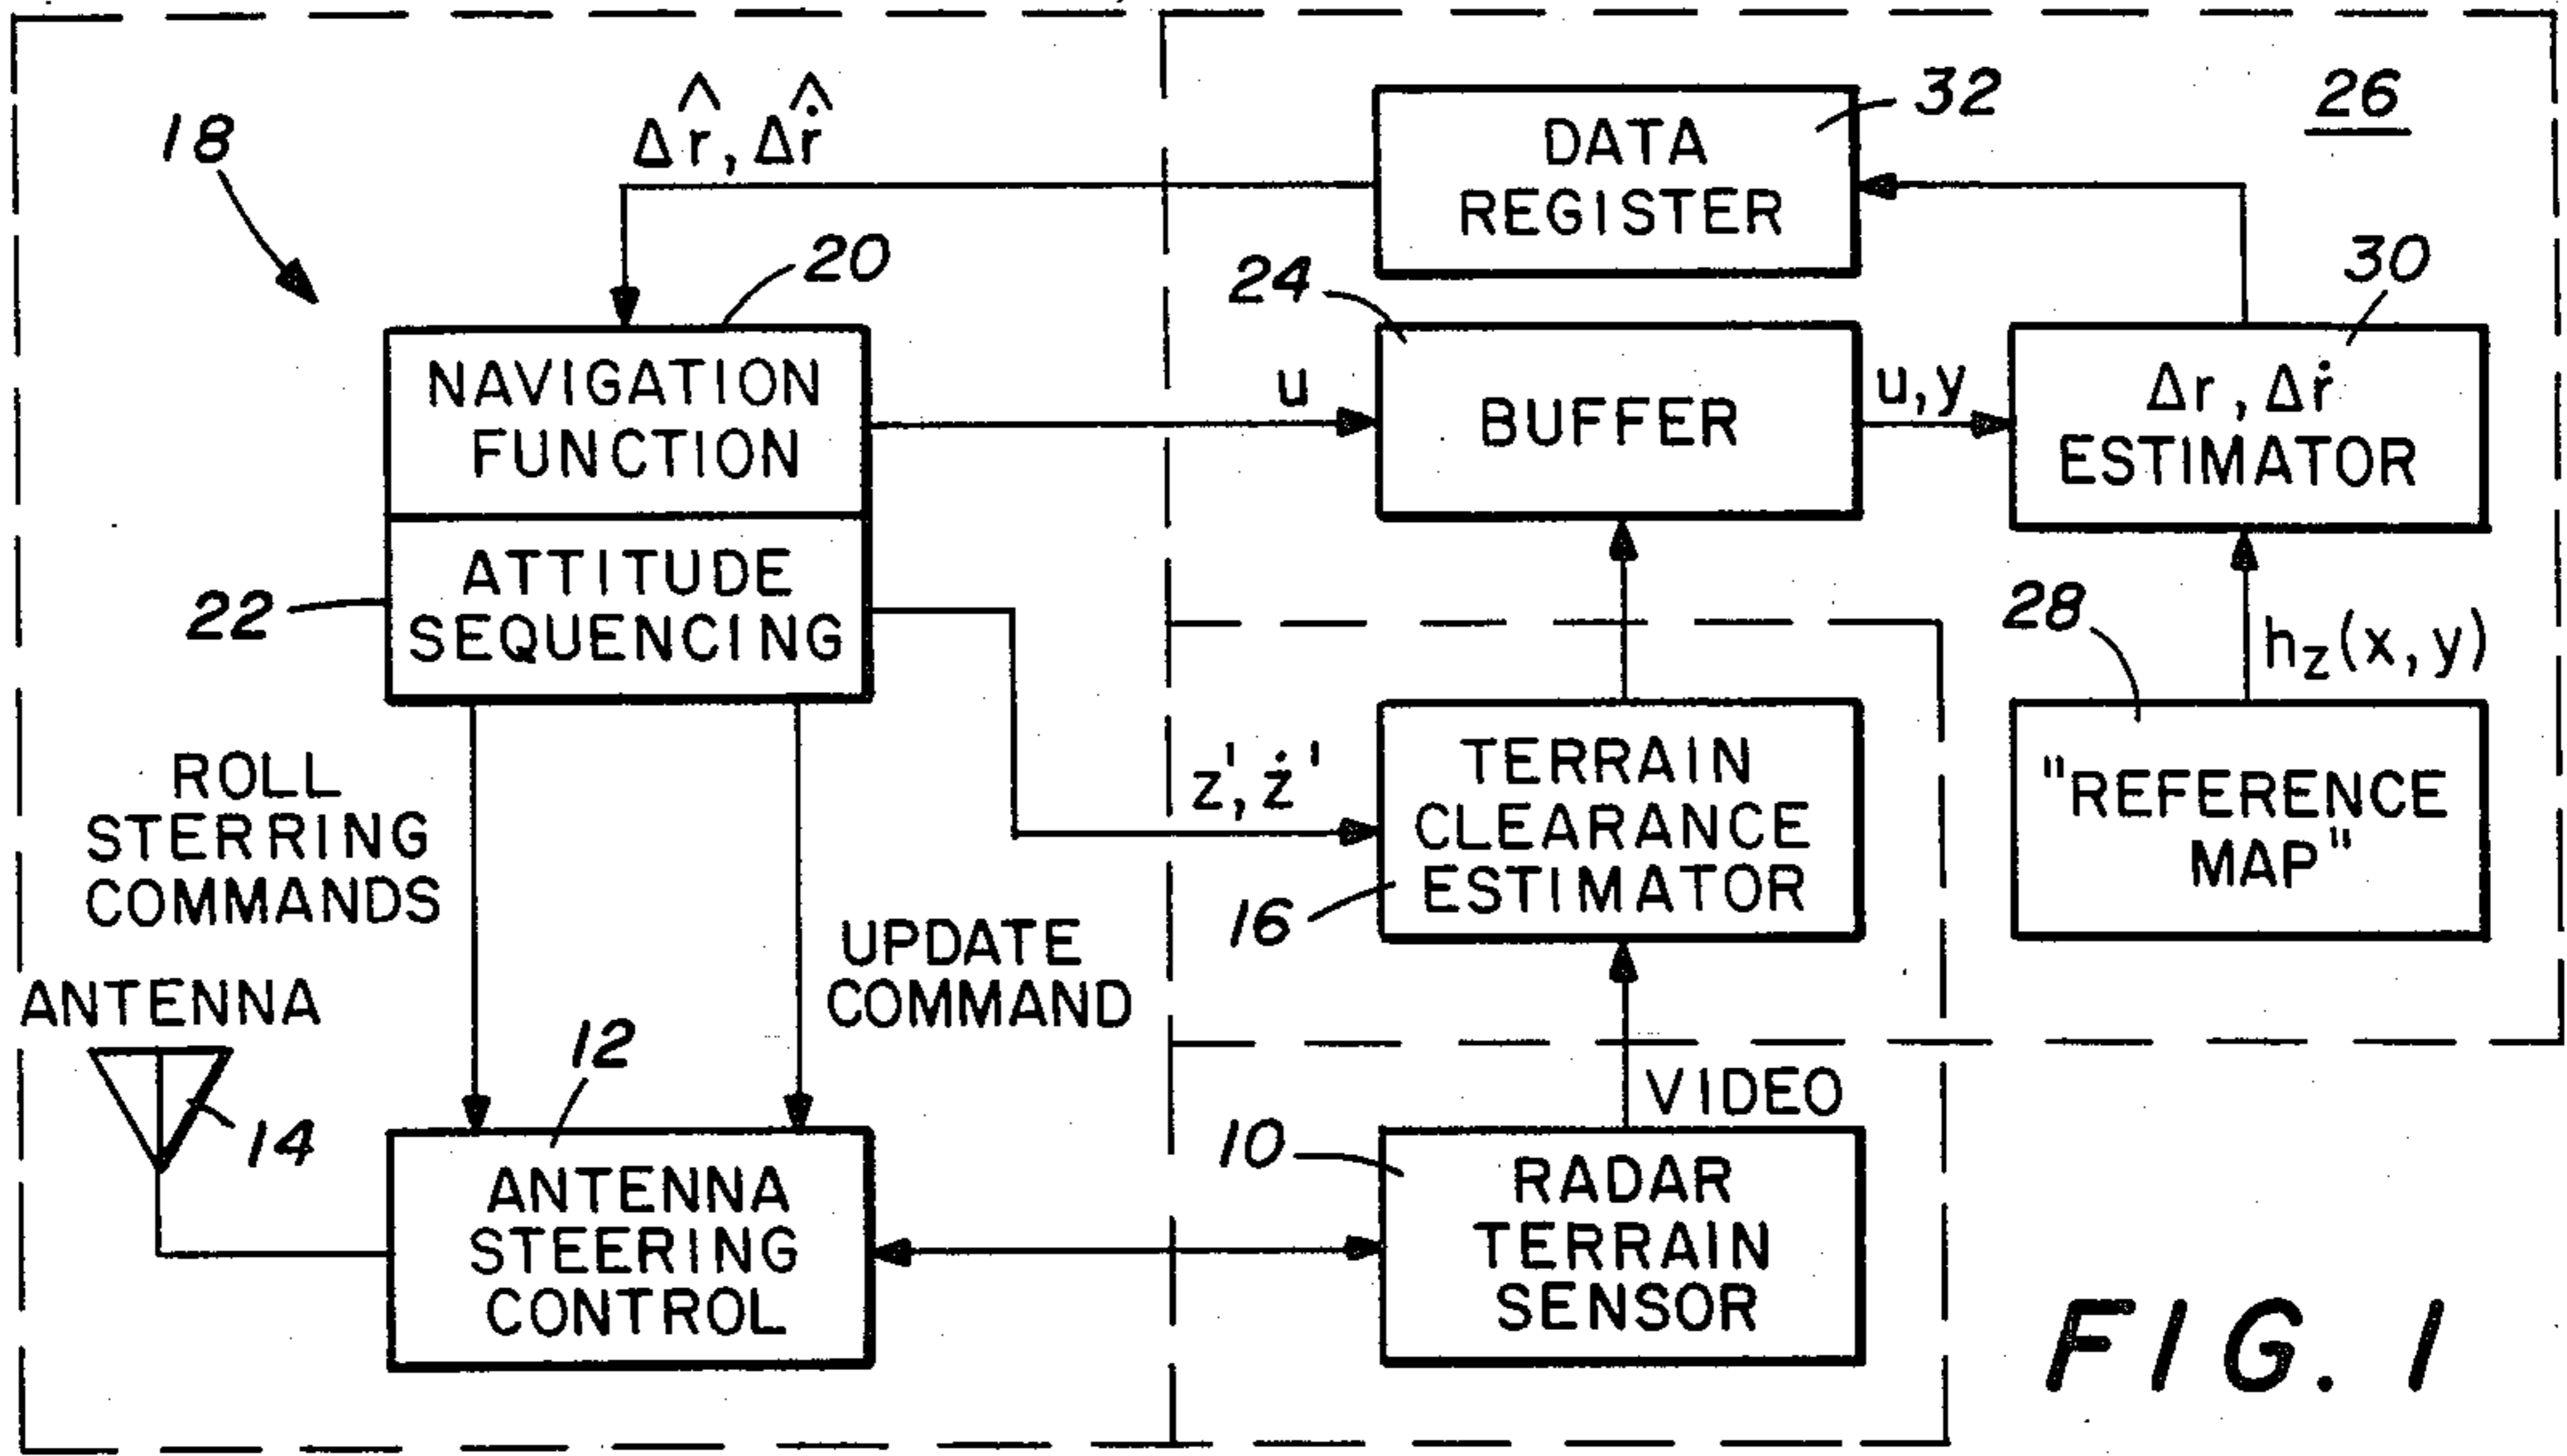 18
Δr̂, Δṙ̂
20
NAVIGATION
FUNCTION
22
ATTITUDE
SEQUENCING
ROLL
STERRING
COMMANDS
UPDATE
COMMAND
ANTENNA
14
12
ANTENNA
STEERING
CONTROL
26
32
DATA
REGISTER
24
u
BUFFER
u,y
30
Δr, Δṙ
ESTIMATOR
28
h_z(x,y)
"REFERENCE
MAP"
z', ż'
16
TERRAIN
CLEARANCE
ESTIMATOR
VIDEO
10
RADAR
TERRAIN
SENSOR
FIG. 1